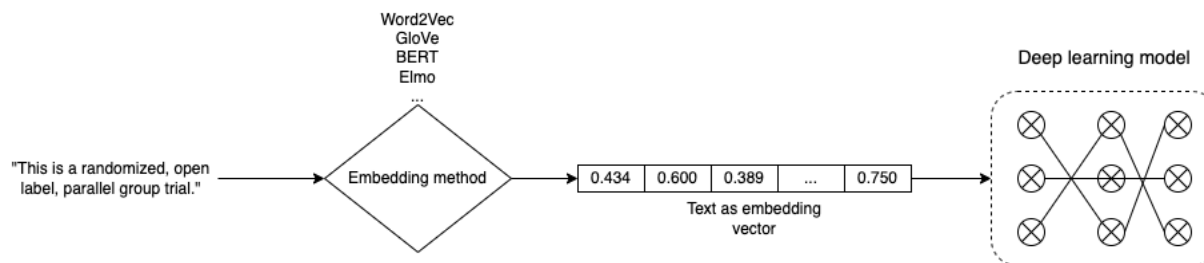 Word2Vec
GloVe
BERT
Elmo
...
Deep learning model
"This is a randomized, open
label, parallel group trial."
Embedding method
0.434 0.600 0.389 ... 0.750
Text as embedding
vector